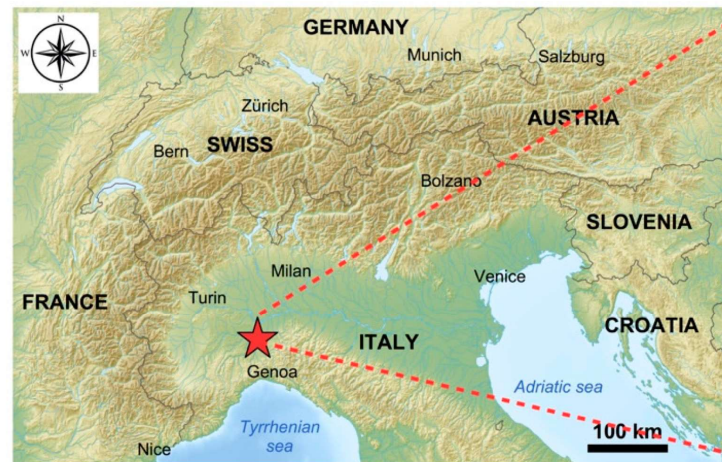 N
W
E
S
GERMANY
Munich
Salzburg
Zürich
AUSTRIA
Bern
SWISS
Bolzano
SLOVENIA
Milan
Venice
Turin
FRANCE
CROATIA
ITALY
Genoa
Adriatic sea
Tyrrhenian
sea
100 km
Nice